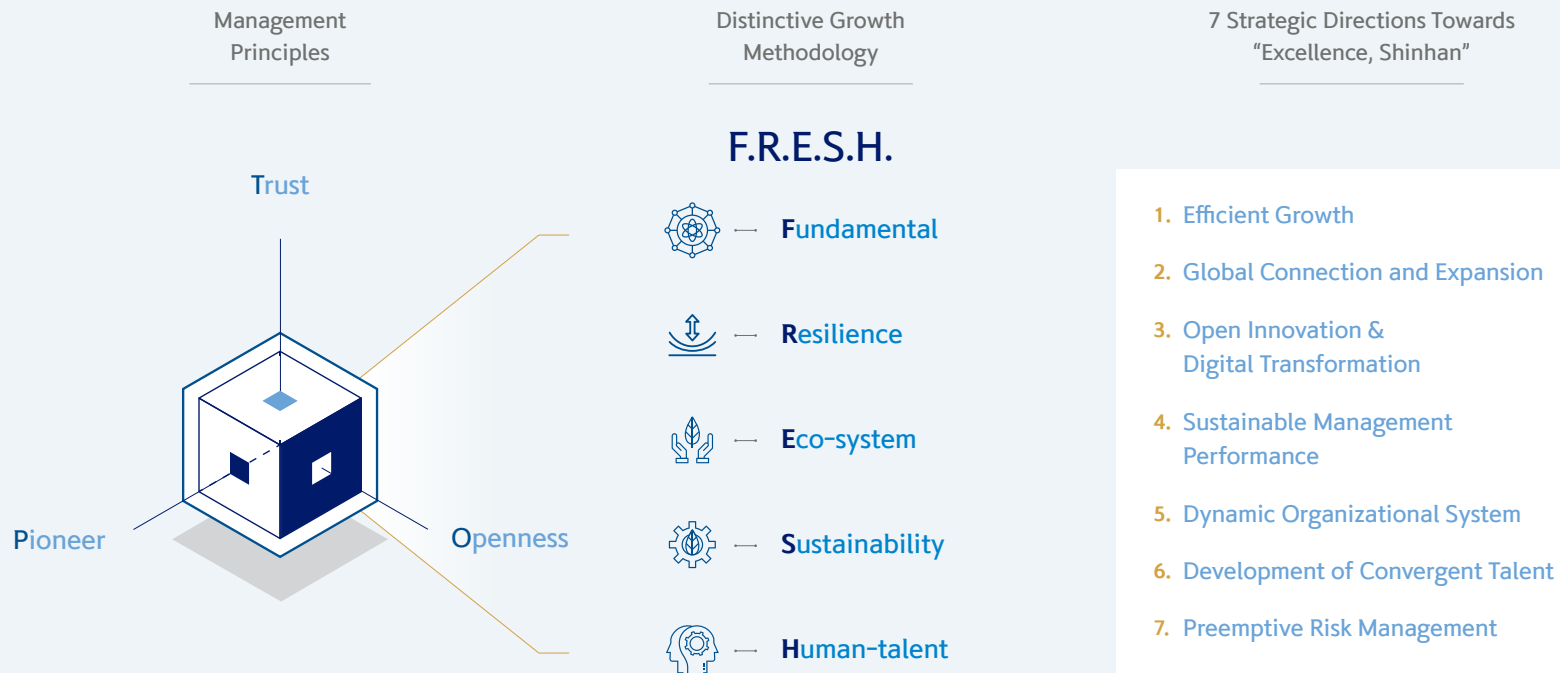 Management
Principles
Trust
Pioneer
Openness
Distinctive Growth
Methodology
F.R.E.S.H.
Fundamental
Resilience
Eco-system
Sustainability
Human-talent
7 Strategic Directions Towards
“Excellence, Shinhan”
1. Efficient Growth
2. Global Connection and Expansion
3. Open Innovation &
Digital Transformation
4. Sustainable Management
Performance
5. Dynamic Organizational System
6. Development of Convergent Talent
7. Preemptive Risk Management